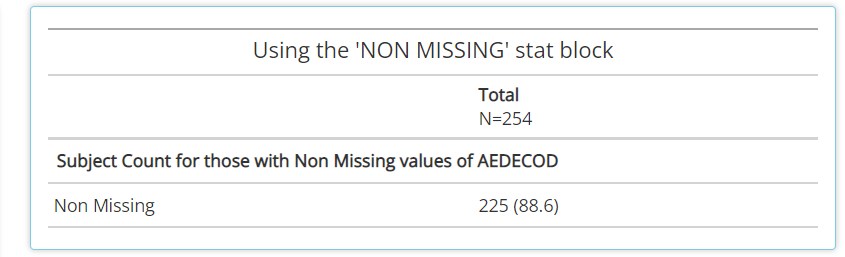 Using the 'NON MISSING' stat block
Total
N=254
Subject Count for those with Non Missing values of AEDECOD
Non Missing 225 (88.6)